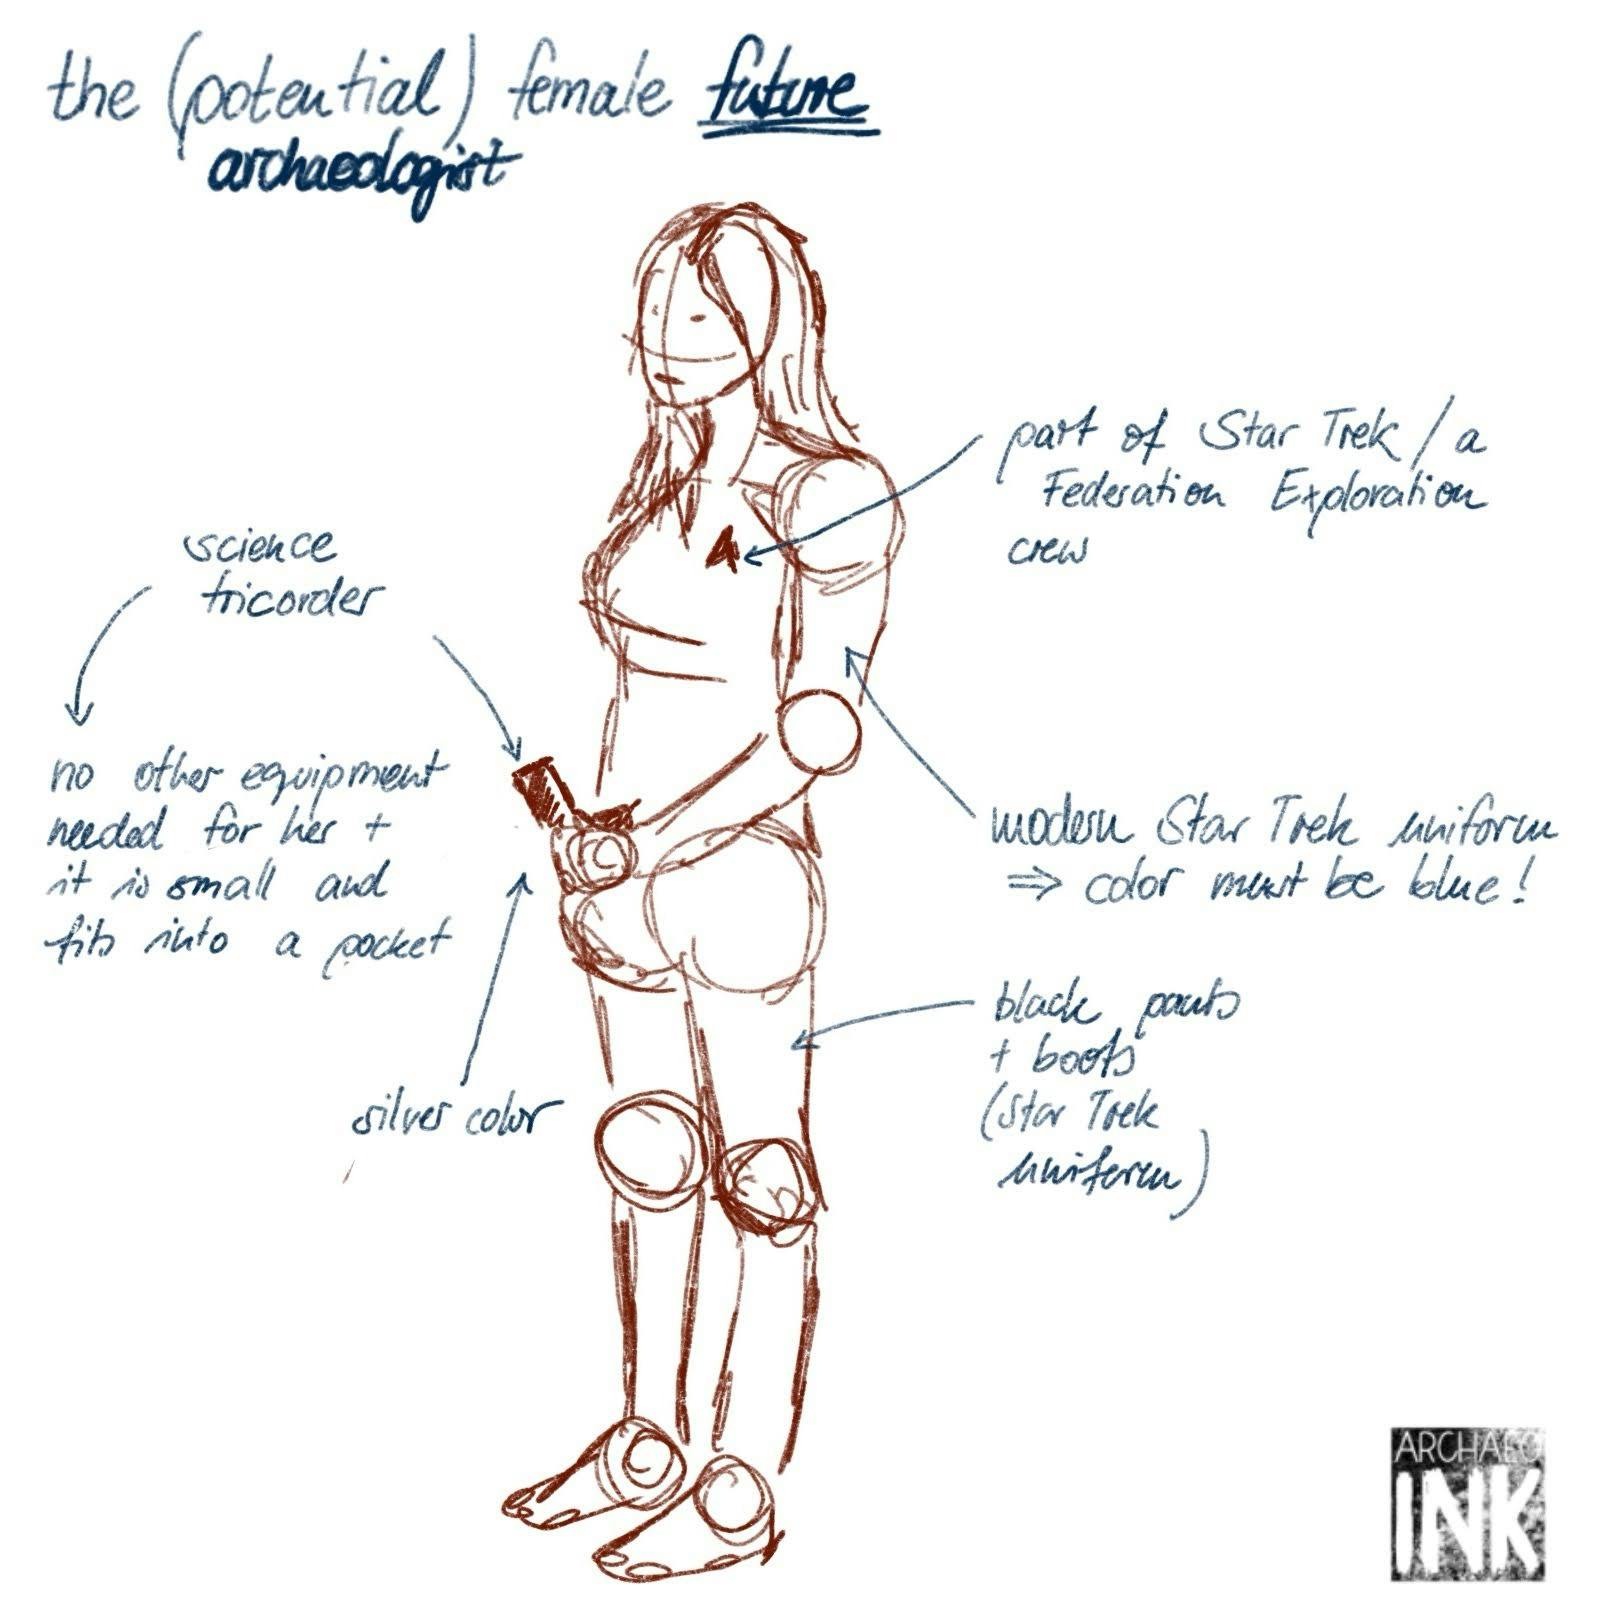 the (potential) female future
archaeologist
part of Star Trek / a
Federation Exploration
crew
science
tricorder
no other equipment
needed for her +
it is small and
fits into a pocket
modern Star Trek uniform
⇒ color must be blue!
black pants
+ boots
(Star Trek
uniform)
silver color
ARCHAEO
INK